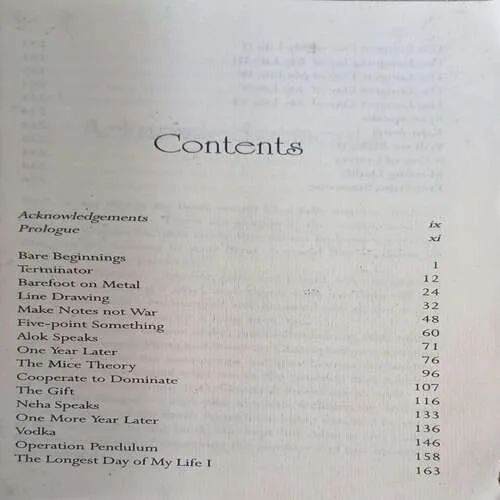 Contents
Acknowledgements ix
Prologue xi
Bare Beginnings 1
Terminator 12
Barefoot on Metal 24
Line Drawing 32
Make Notes not War 48
Five-point Something 60
Alok Speaks 71
One Year Later 76
The Mice Theory 96
Cooperate to Dominate 107
The Gift 116
Neha Speaks 133
One More Year Later 136
Vodka 146
Operation Pendulum 158
The Longest Day of My Life I 163